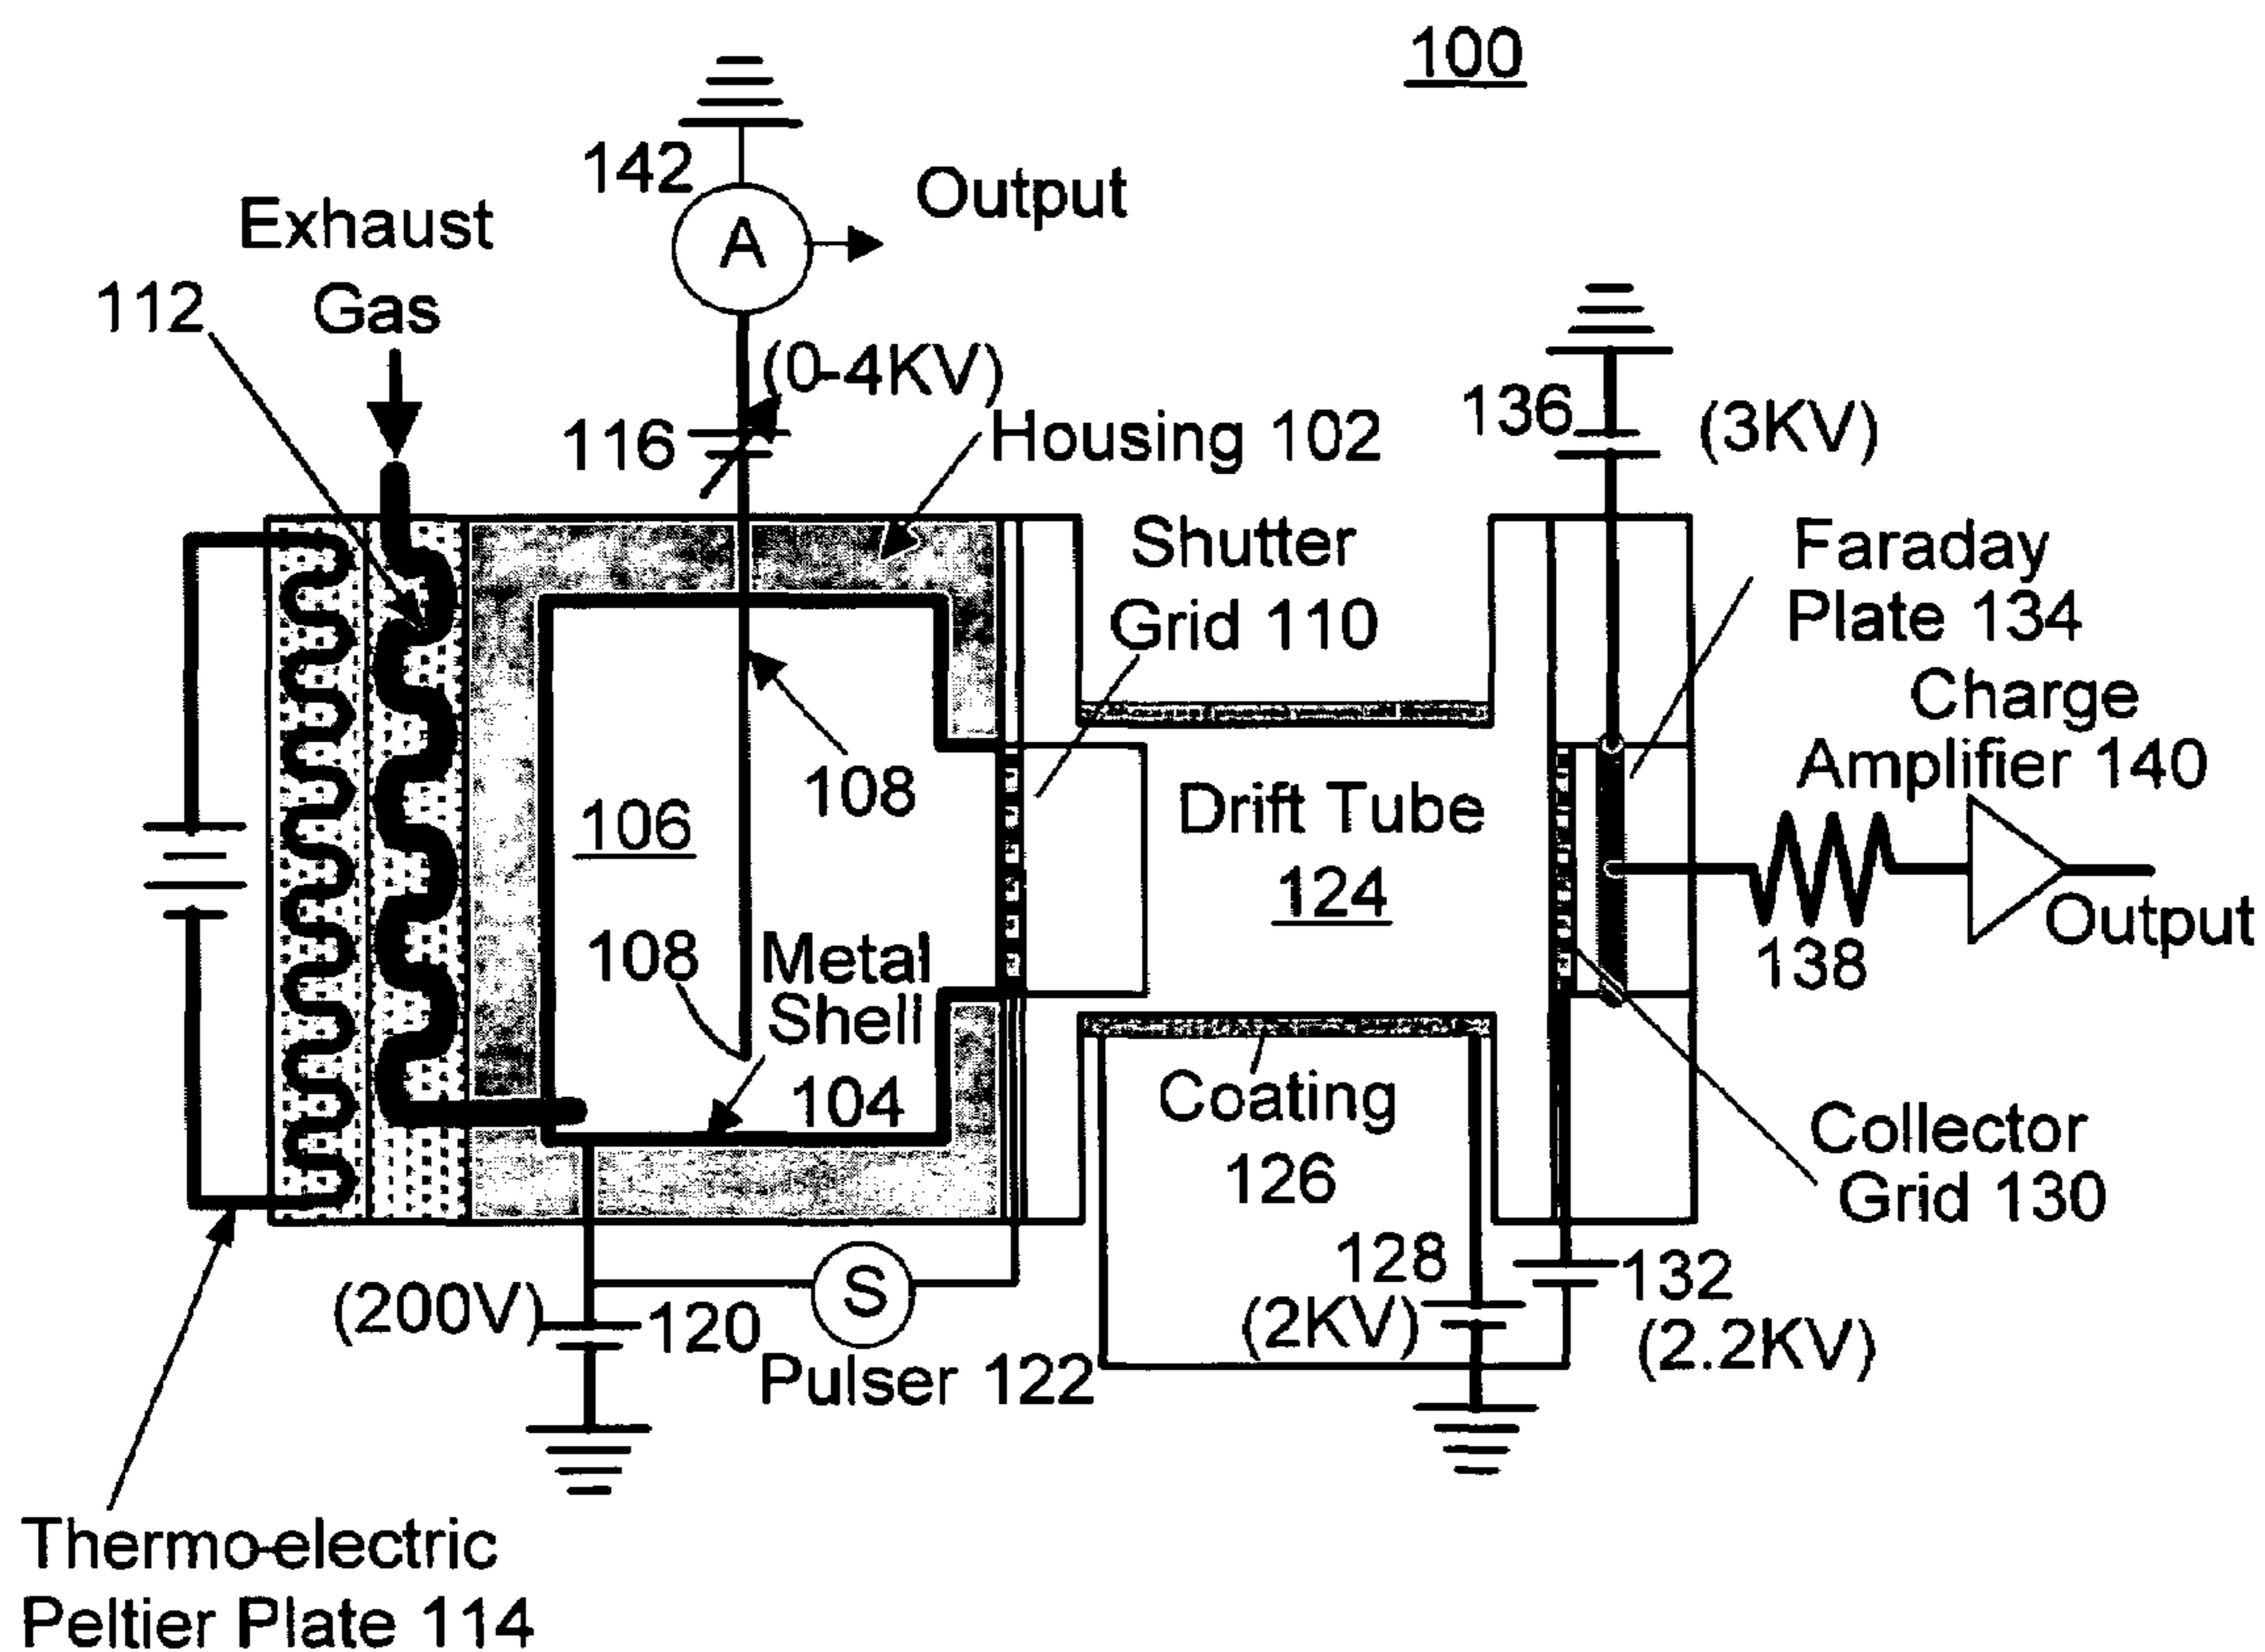 100
142
Output
A
Exhaust
Gas
112
(0-4KV)
116
Housing 102
136
(3KV)
Shutter
Grid 110
Faraday
Plate 134
Charge
Amplifier 140
108
106
Drift Tube
124
108
Metal
Shell
104
138
Output
Coating
126
Collector
Grid 130
128
(2KV)
132
(2.2KV)
(200V)
120
S
Pulser 122
Thermo-electric
Peltier Plate 114